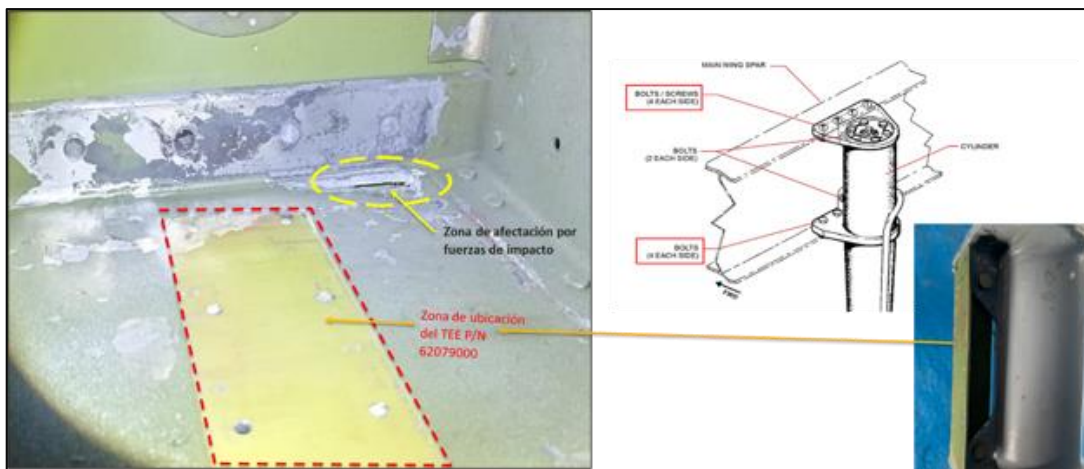 Zona de afectación por
fuerzas de impacto
Zona de ubicación
del TEE P/N
62079000
MAIN WING SPAR
BOLTS / SCREWS
(4 EACH SIDE)
BOLTS
(2 EACH SIDE)
CYLINDER
BOLTS
(4 EACH SIDE)
FWD